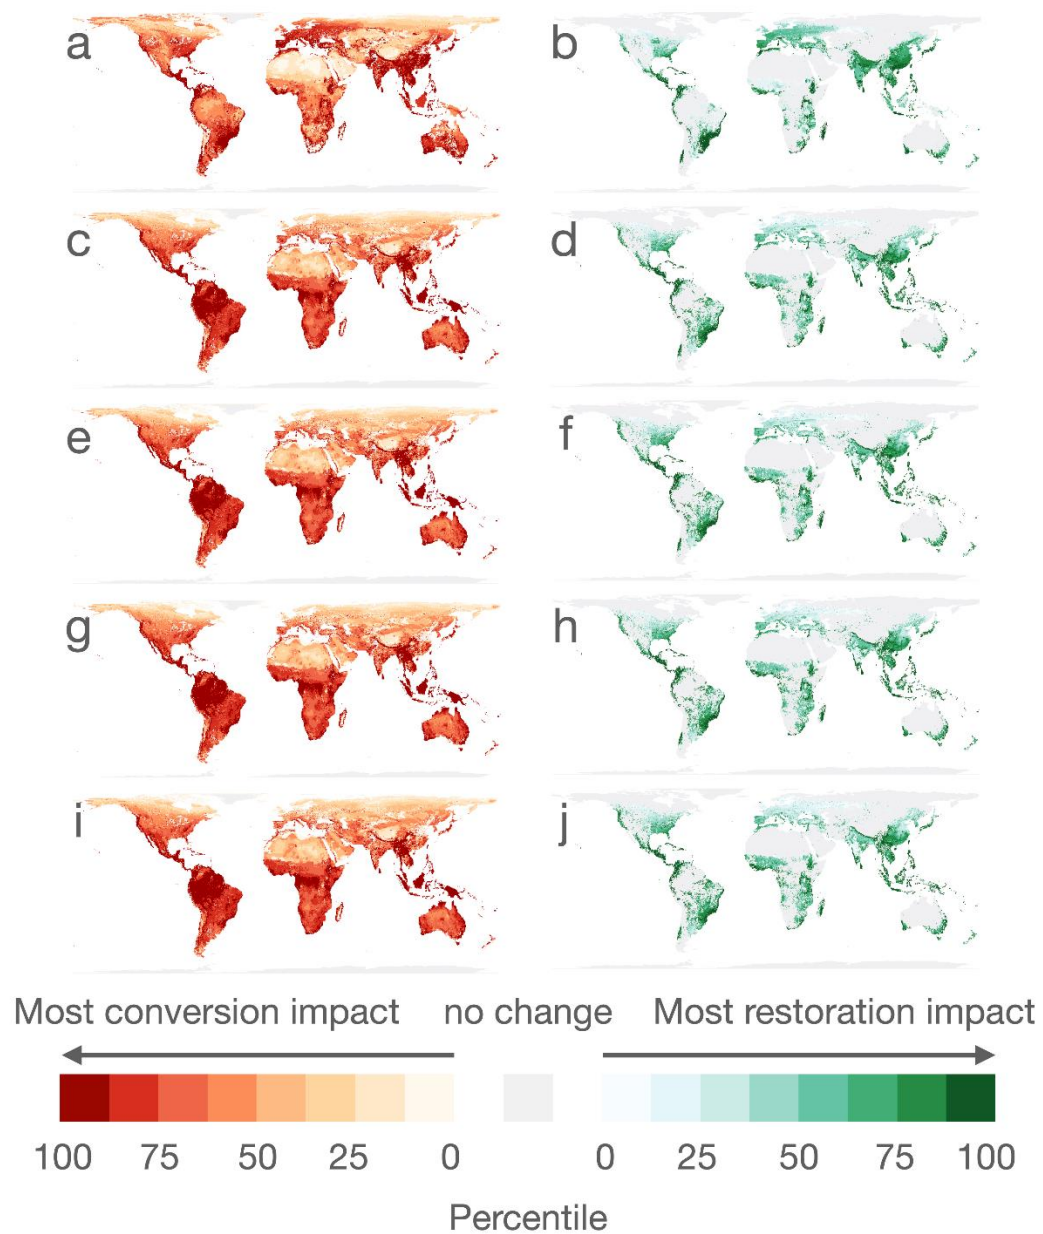 a b
c d
e f
g h
i j
Most conversion impact no change Most restoration impact
100 75 50 25 0 0 25 50 75 100
Percentile